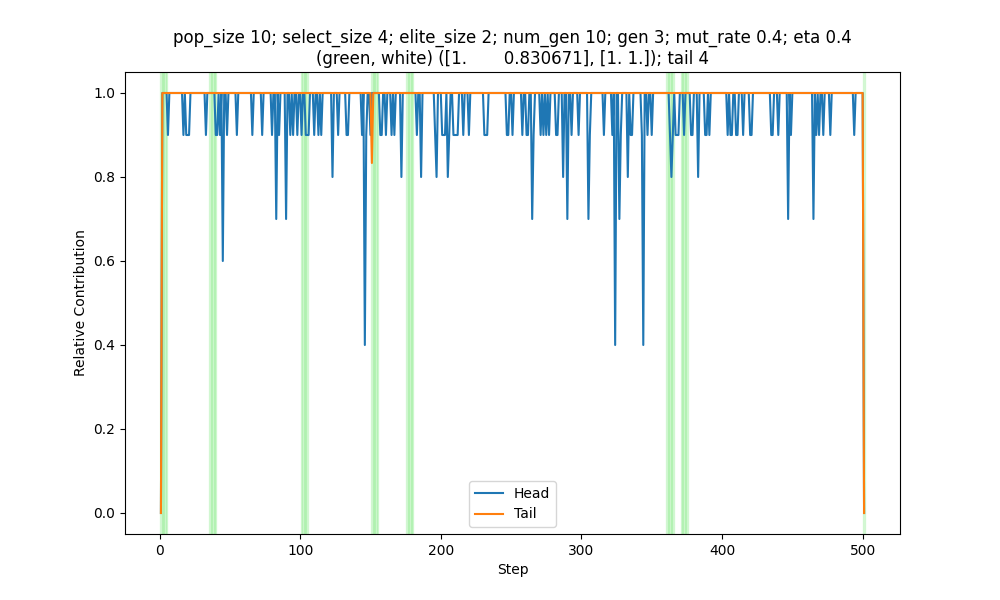 pop_size 10; select_size 4; elite_size 2; num_gen 10; gen 3; mut_rate 0.4; eta 0.4
(green, white) ([1.       0.830671], [1. 1.]); tail 4
1.0
0.8
0.6
0.4
0.2
0.0
Relative Contribution
Head
Tail
0 100 200 300 400 500
Step